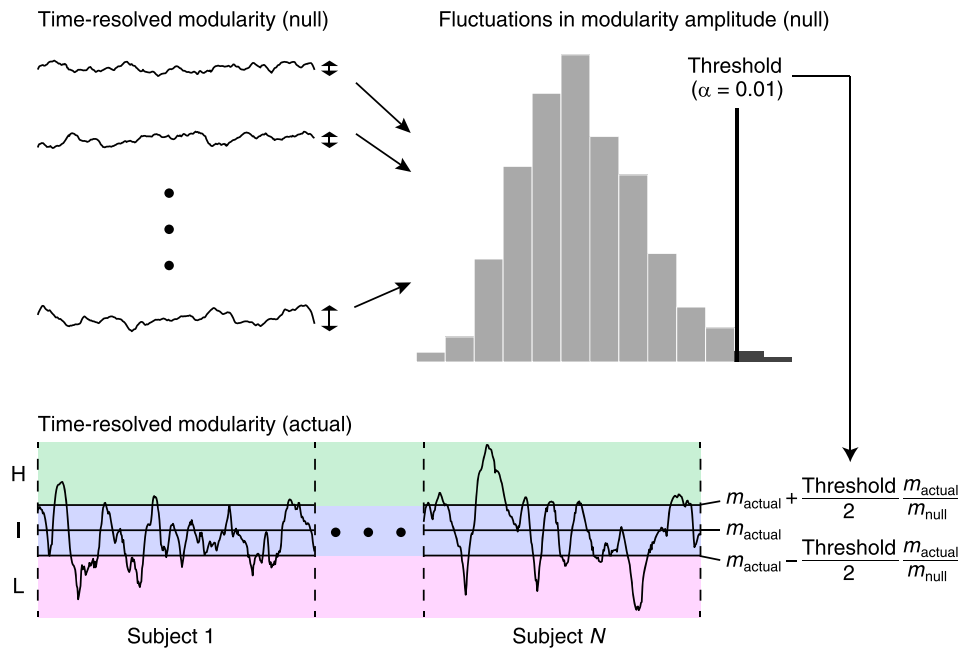 Time-resolved modularity (null)
Fluctuations in modularity amplitude (null)
Threshold
(α = 0.01)
Time-resolved modularity (actual)
H
I
L
m_actual + Threshold/2 m_actual/m_null
m_actual
m_actual − Threshold/2 m_actual/m_null
Subject 1
Subject N